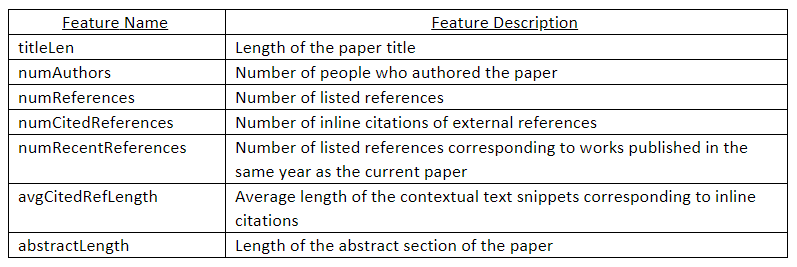 Feature Name Feature Description
titleLen Length of the paper title
numAuthors Number of people who authored the paper
numReferences Number of listed references
numCitedReferences Number of inline citations of external references
numRecentReferences Number of listed references corresponding to works published in the
same year as the current paper
avgCitedRefLength Average length of the contextual text snippets corresponding to inline
citations
abstractLength Length of the abstract section of the paper